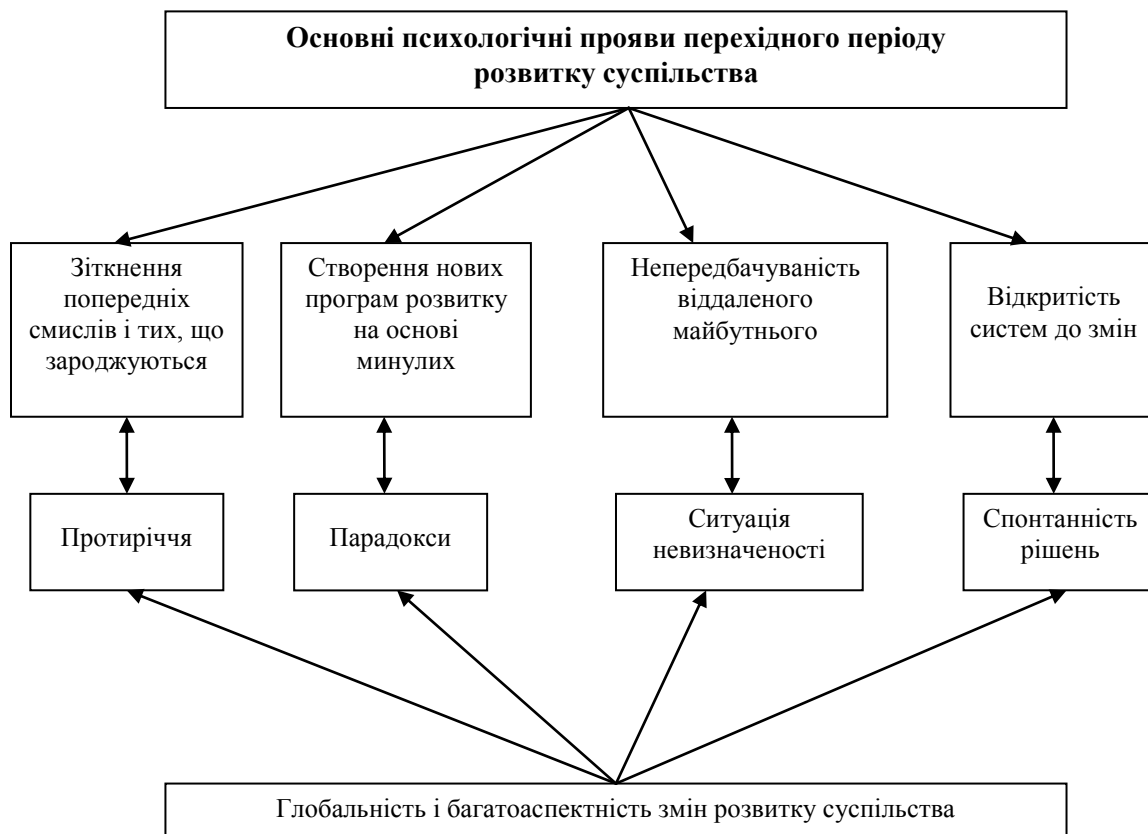 Основні психологічні прояви перехідного періоду
розвитку суспільства
Зіткнення
попередніх
смислів і тих, що
зароджуються
Створення нових
програм розвитку
на основі
минулих
Непередбачуваність
віддаленого
майбутнього
Відкритість
систем до змін
Протиріччя
Парадокси
Ситуація
невизначеності
Спонтанність
рішень
Глобальність і багатоаспектність змін розвитку суспільства